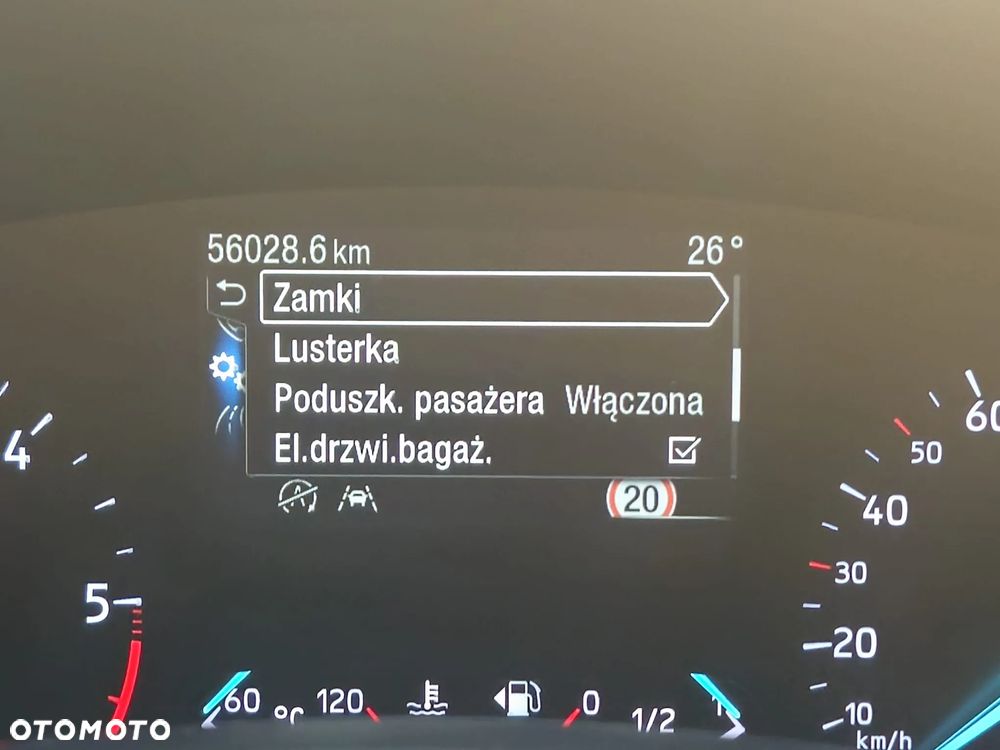 56028.6 km 26°
Zamki
Lusterka
Poduszk. pasażera Włączona
El.drzwi.bagaż.
A 20
4
5
60
50
40
30
20
10
km/h
60 °C 120 0 1/2 1
OTOMOTO